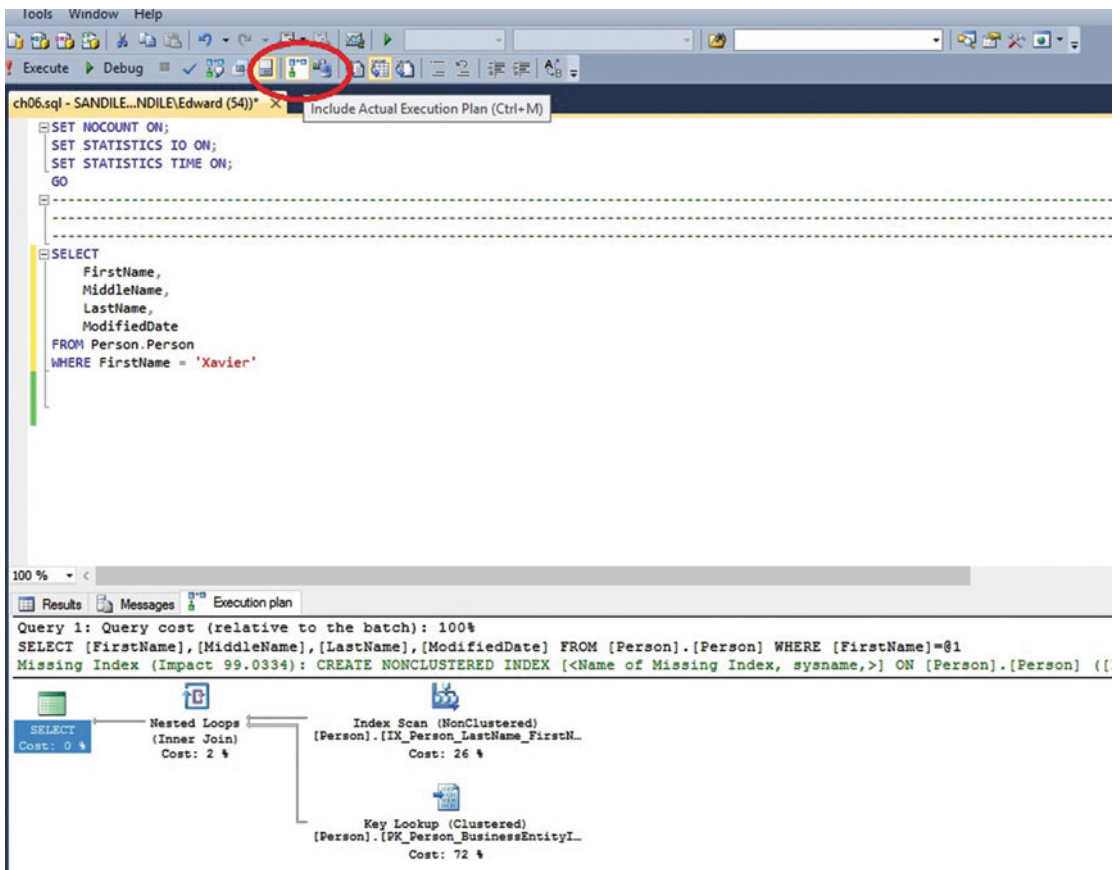 Tools Window Help
Execute Debug
ch06.sql - SANDILE...NDILE\Edward (54))* ×
Include Actual Execution Plan (Ctrl+M)
SET NOCOUNT ON;
SET STATISTICS IO ON;
SET STATISTICS TIME ON;
GO
--------------------------------
--------------------------------
--------------------------------
SELECT
FirstName,
MiddleName,
LastName,
ModifiedDate
FROM Person.Person
WHERE FirstName = 'Xavier'
100 %
Results Messages Execution plan
Query 1: Query cost (relative to the batch): 100%
SELECT [FirstName],[MiddleName],[LastName],[ModifiedDate] FROM [Person].[Person] WHERE [FirstName]=@1
Missing Index (Impact 99.0334): CREATE NONCLUSTERED INDEX [<Name of Missing Index, sysname,>] ON [Person].[Person] ([
SELECT
Cost: 0 %
Nested Loops
(Inner Join)
Cost: 2 %
Index Scan (NonClustered)
[Person].[IX_Person_LastName_FirstN…
Cost: 26 %
Key Lookup (Clustered)
[Person].[PK_Person_BusinessEntityI…
Cost: 72 %